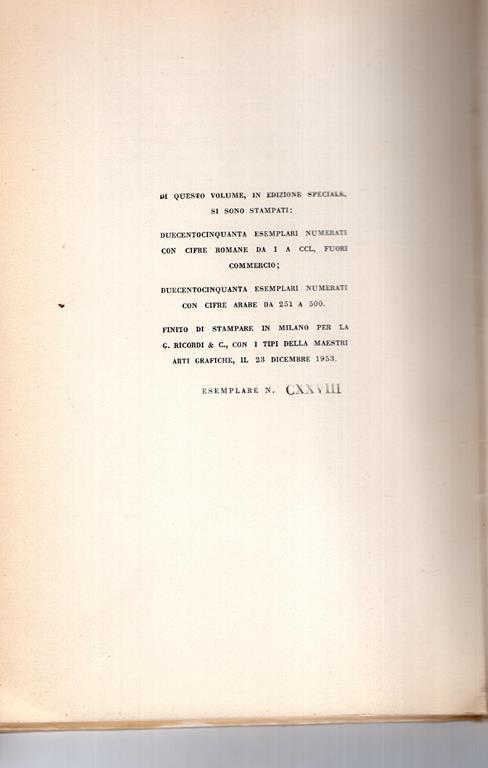 DI QUESTO VOLUME, IN EDIZIONE SPECIALE,
SI SONO STAMPATI:
DUECENTOCINQUANTA ESEMPLARI NUMERATI
CON CIFRE ROMANE DA I A CCL, FUORI
COMMERCIO;
DUECENTOCINQUANTA ESEMPLARI NUMERATI
CON CIFRE ARABE DA 251 A 500.
FINITO DI STAMPARE IN MILANO PER LA
G. RICORDI & C., CON I TIPI DELLA MAESTRI
ARTI GRAFICHE, IL 23 DICEMBRE 1953.
ESEMPLARE N. CXXVIII